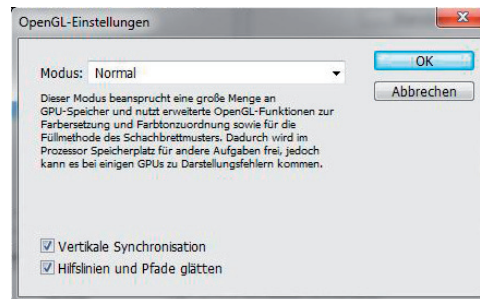 OpenGL-Einstellungen
Modus: Normal
OK
Abbrechen
Dieser Modus beansprucht eine große Menge an
GPU-Speicher und nutzt erweiterte OpenGL-Funktionen zur
Farbersetzung und Farbtonzuordnung sowie für die
Füllmethode des Schachbrettmusters. Dadurch wird im
Prozessor Speicherplatz für andere Aufgaben frei, jedoch
kann es bei einigen GPUs zu Darstellungsfehlern kommen.
Vertikale Synchronisation
Hilfslinien und Pfade glätten